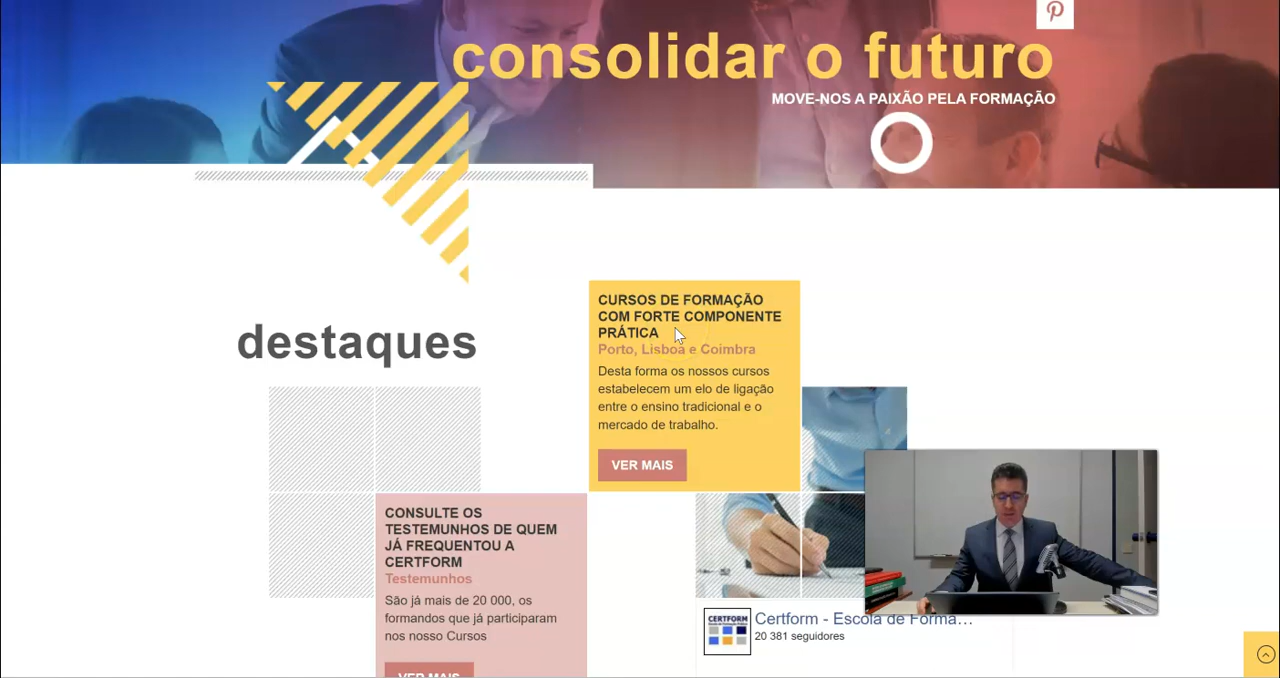 consolidar o futuro
MOVE-NOS A PAIXÃO PELA FORMAÇÃO
destaques
CURSOS DE FORMAÇÃO
COM FORTE COMPONENTE
PRÁTICA
Porto, Lisboa e Coimbra
Desta forma os nossos cursos
estabelecem um elo de ligação
entre o ensino tradicional e o
mercado de trabalho.
VER MAIS
CONSULTE OS
TESTEMUNHOS DE QUEM
JÁ FREQUENTOU A
CERTFORM
Testemunhos
São já mais de 20 000, os
formandos que já participaram
nos nosso Cursos
VER MAIS
CERTFORM
Certform - Escola de Forma…
20 381 seguidores